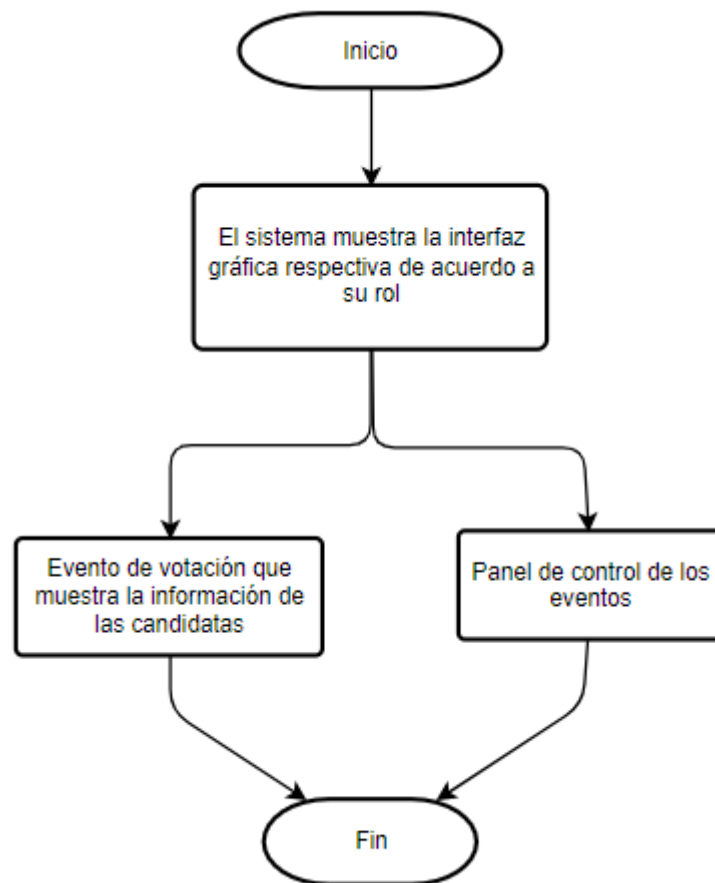 Inicio
El sistema muestra la interfaz
gráfica respectiva de acuerdo a
su rol
Evento de votación que
muestra la información de
las candidatas
Panel de control de los
eventos
Fin